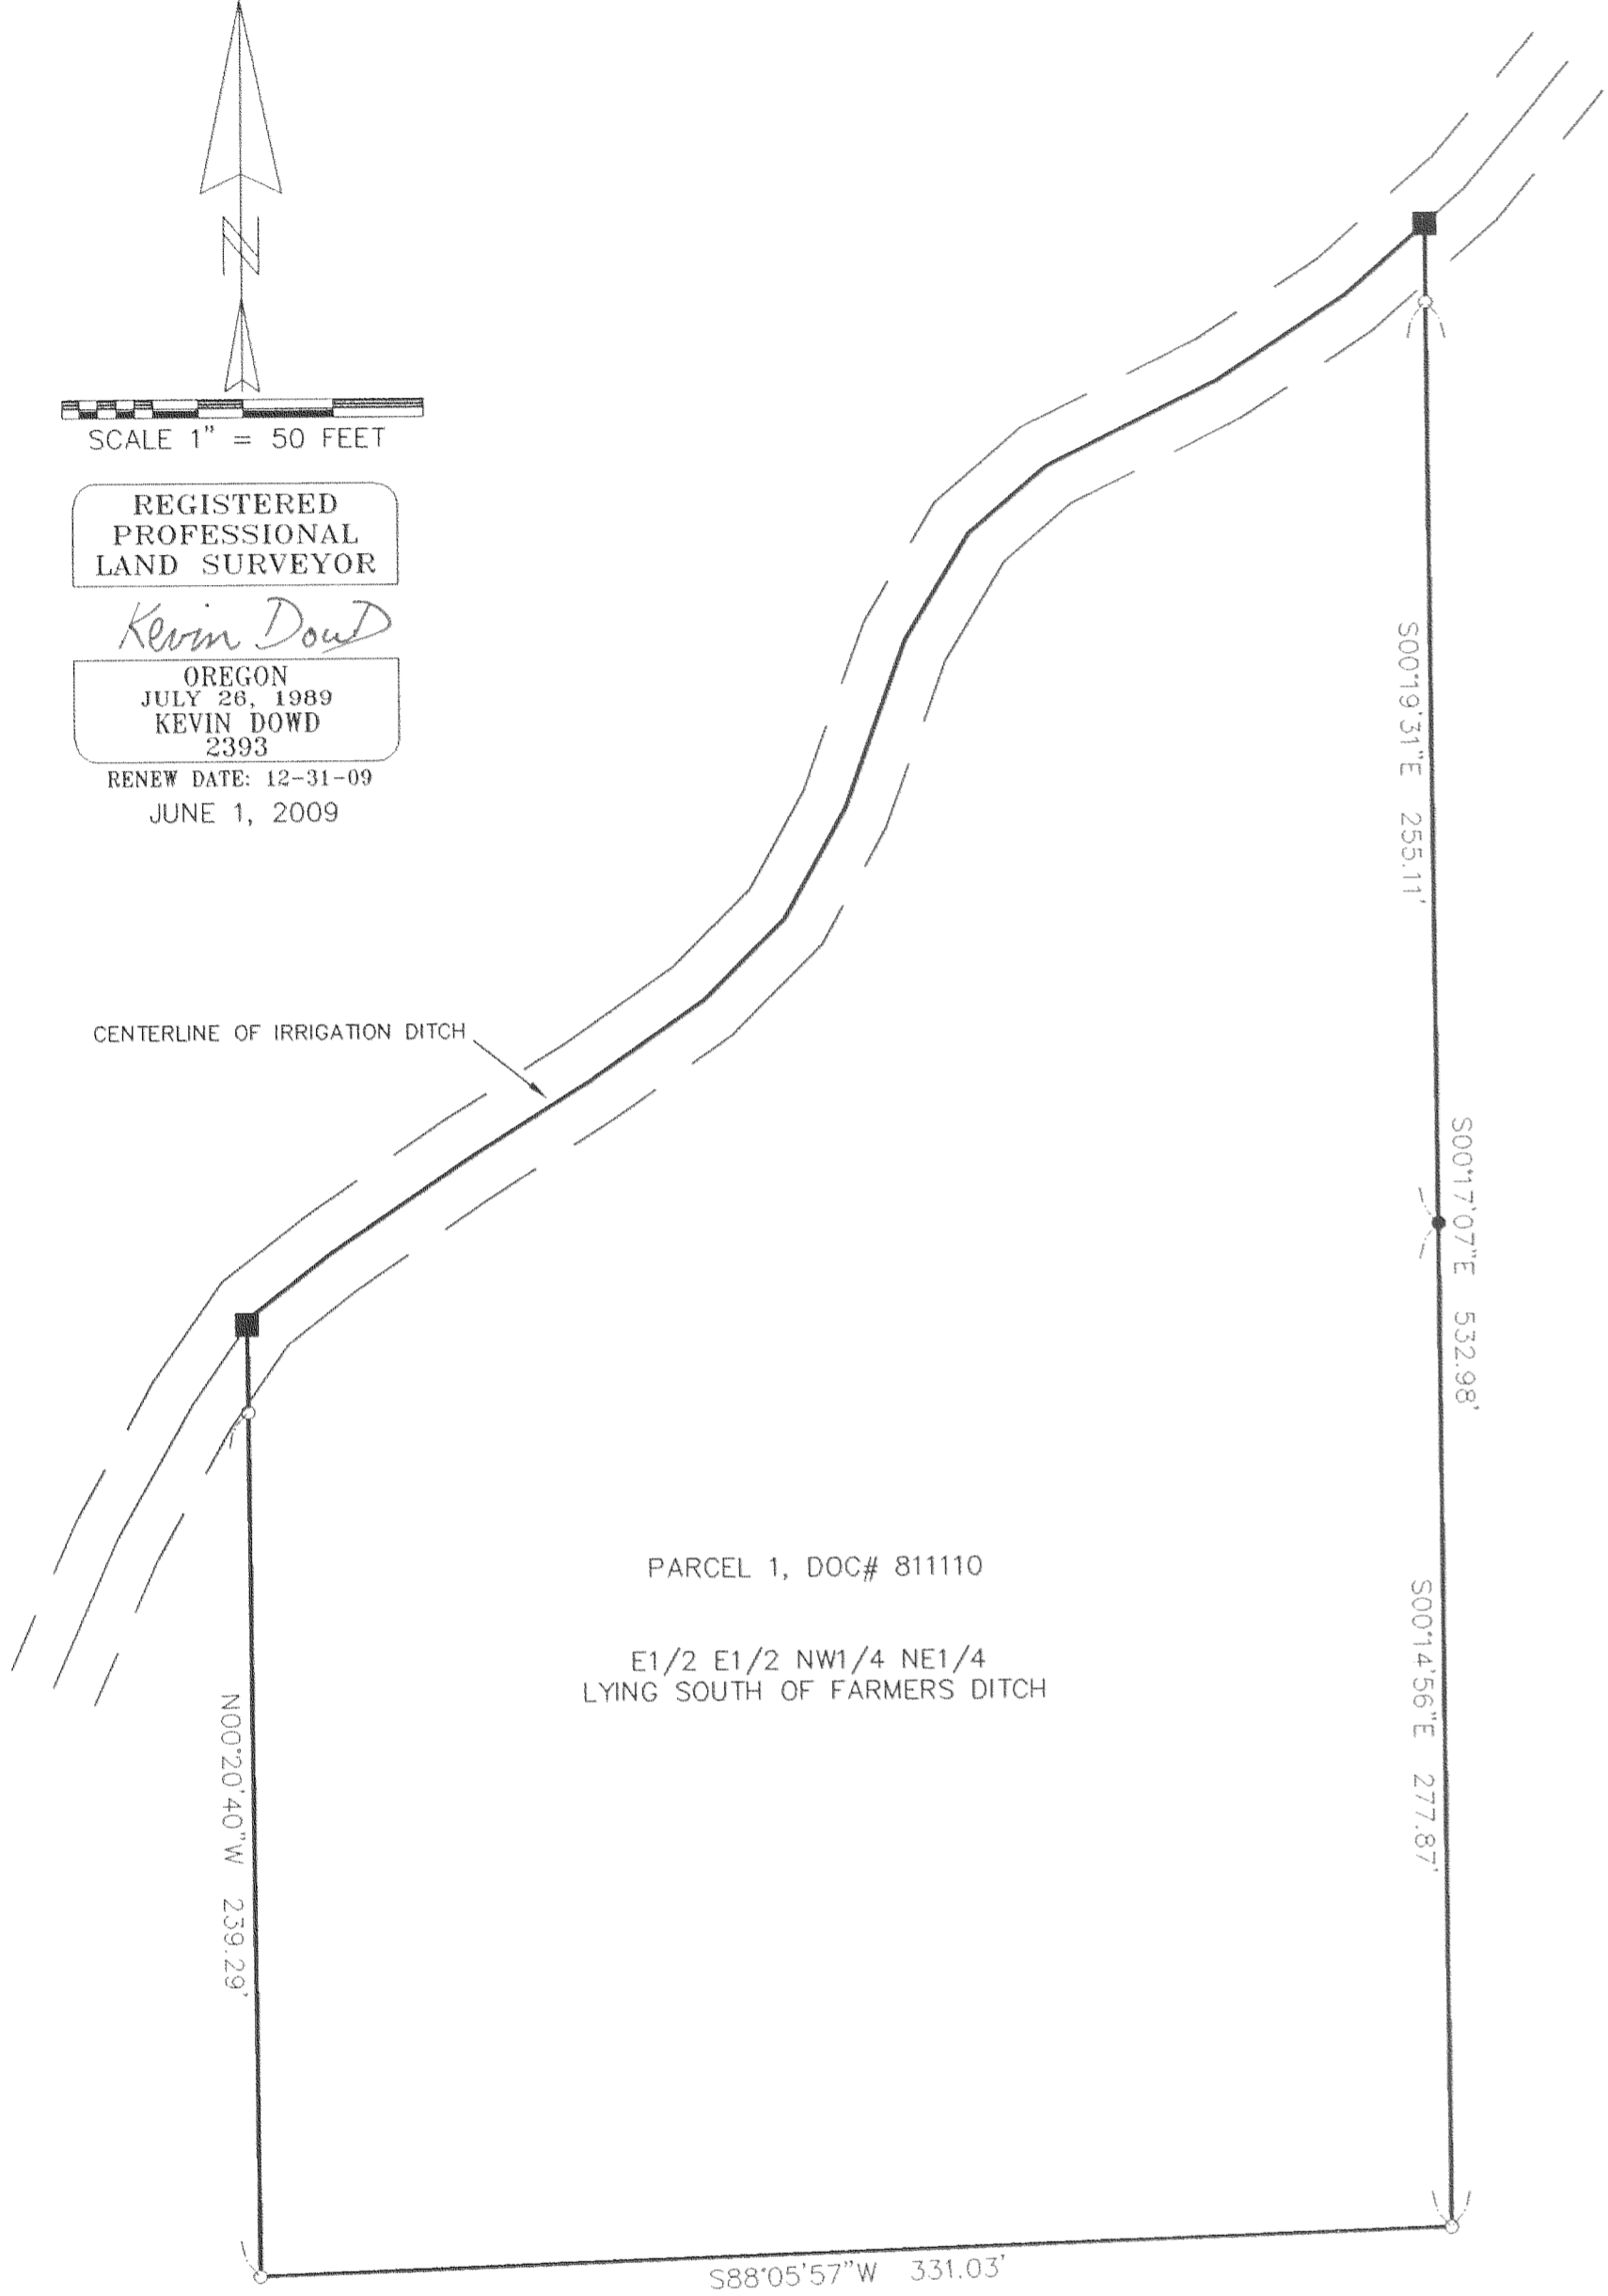 N
SCALE 1" = 50 FEET
REGISTERED
PROFESSIONAL
LAND SURVEYOR
Kevin Dowd
OREGON
JULY 26, 1989
KEVIN DOWD
2393
RENEW DATE: 12-31-09
JUNE 1, 2009
S00°19'31"E 255.11'
CENTERLINE OF IRRIGATION DITCH
S00°17'07"E 532.98'
PARCEL 1, DOC# 811110
E1/2 E1/2 NW1/4 NE1/4
LYING SOUTH OF FARMERS DITCH
S00°14'56"E 277.87'
N00°20'40"W 239.29'
S88°05'57"W 331.03'